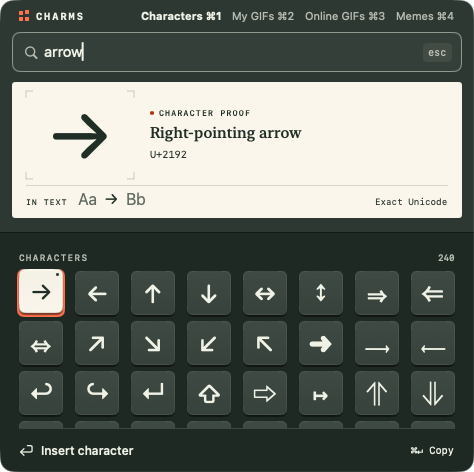 CHARMS Characters ⌘1 My GIFs ⌘2 Online GIFs ⌘3 Memes ⌘4
arrow esc
CHARACTER PROOF
→ Right-pointing arrow
U+2192
IN TEXT Aa → Bb Exact Unicode
CHARACTERS 240
→ ← ↑ ↓ ↔ ↕ ⇒ ⇐
⇔ ↗ ↘ ↙ ↖ ➡ ⟶ ⟵
↩ ↪ ↵ ⇧ ⇨ ↦ ⇑ ⇓
↩ Insert character ⌘↵ Copy